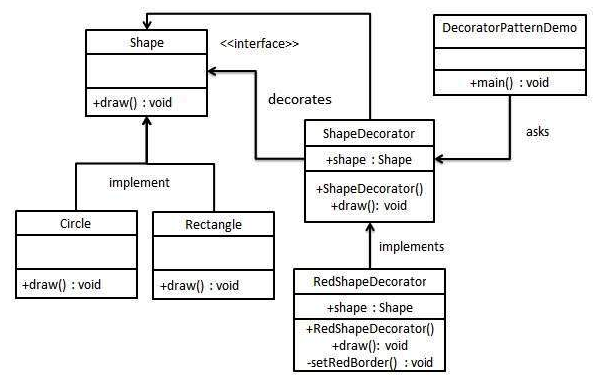 Shape
+draw() : void
<<interface>>
DecoratorPatternDemo
+main() : void
decorates
asks
ShapeDecorator
+shape : Shape
+ShapeDecorator()
+draw(): void
implement
Circle
+draw() : void
Rectangle
+draw() : void
implements
RedShapeDecorator
+shape : Shape
+RedShapeDecorator()
+draw(): void
-setRedBorder() : void